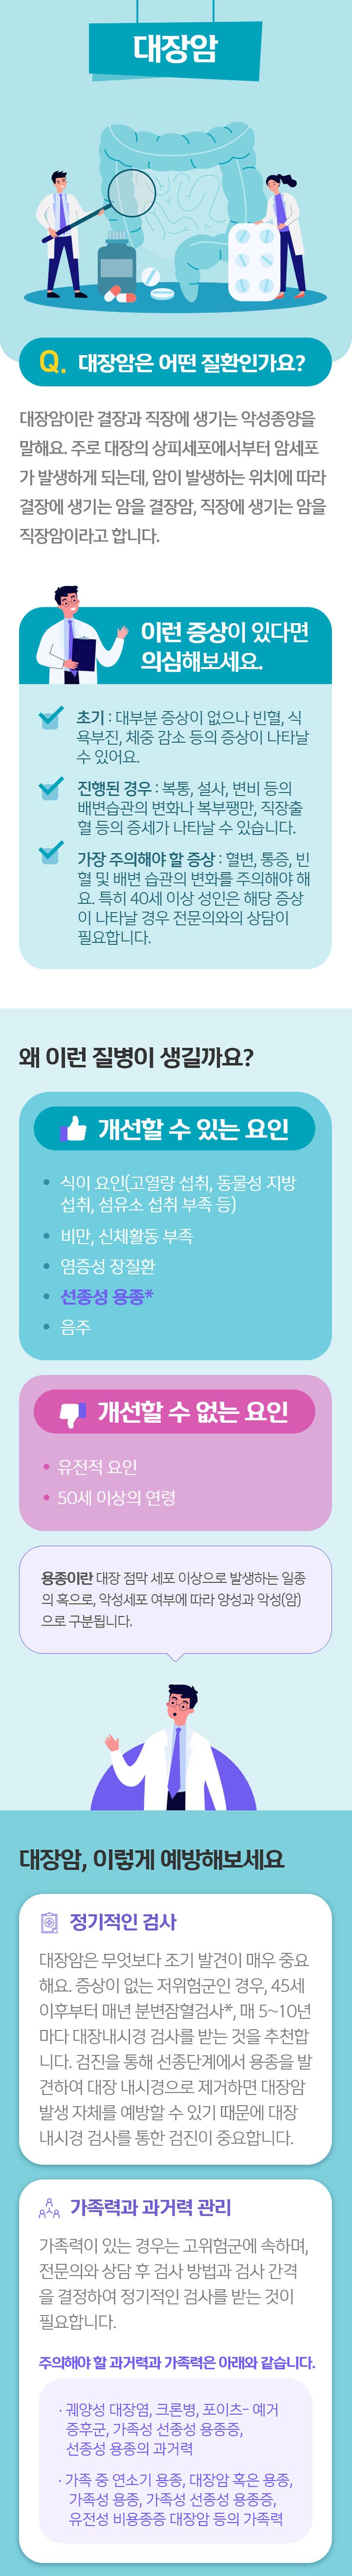 대장암
Q. 대장암은 어떤 질환인가요?
대장암이란 결장과 직장에 생기는 악성종양을
말해요. 주로 대장의 상피세포에서부터 암세포
가 발생하게 되는데, 암이 발생하는 위치에 따라
결장에 생기는 암을 결장암, 직장에 생기는 암을
직장암이라고 합니다.
이런 증상이 있다면
의심해보세요.
초기 : 대부분 증상이 없으나 빈혈, 식
욕부진, 체중 감소 등의 증상이 나타날
수 있어요.
진행된 경우 : 복통, 설사, 변비 등의
배변습관의 변화나 복부팽만, 직장출
혈 등의 증세가 나타날 수 있습니다.
가장 주의해야 할 증상 : 혈변, 통증, 빈
혈 및 배변 습관의 변화를 주의해야 해
요. 특히 40세 이상 성인은 해당 증상
이 나타날 경우 전문의와의 상담이
필요합니다.
왜 이런 질병이 생길까요?
개선할 수 있는 요인
• 식이 요인(고열량 섭취, 동물성 지방
섭취, 섬유소 섭취 부족 등)
• 비만, 신체활동 부족
• 염증성 장질환
• 선종성 용종*
• 음주
개선할 수 없는 요인
• 유전적 요인
• 50세 이상의 연령
용종이란 대장 점막 세포 이상으로 발생하는 일종
의 혹으로, 악성세포 여부에 따라 양성과 악성(암)
으로 구분됩니다.
대장암, 이렇게 예방해보세요
정기적인 검사
대장암은 무엇보다 조기 발견이 매우 중요
해요. 증상이 없는 저위험군인 경우, 45세
이후부터 매년 분변잠혈검사*, 매 5~10년
마다 대장내시경 검사를 받는 것을 추천합
니다. 검진을 통해 선종단계에서 용종을 발
견하여 대장 내시경으로 제거하면 대장암
발생 자체를 예방할 수 있기 때문에 대장
내시경 검사를 통한 검진이 중요합니다.
가족력과 과거력 관리
가족력이 있는 경우는 고위험군에 속하며,
전문의와 상담 후 검사 방법과 검사 간격
을 결정하여 정기적인 검사를 받는 것이
필요합니다.
주의해야 할 과거력과 가족력은 아래와 같습니다.
· 궤양성 대장염, 크론병, 포이츠- 예거
증후군, 가족성 선종성 용종증,
선종성 용종의 과거력
· 가족 중 연소기 용종, 대장암 혹은 용종,
가족성 용종, 가족성 선종성 용종증,
유전성 비용종증 대장암 등의 가족력